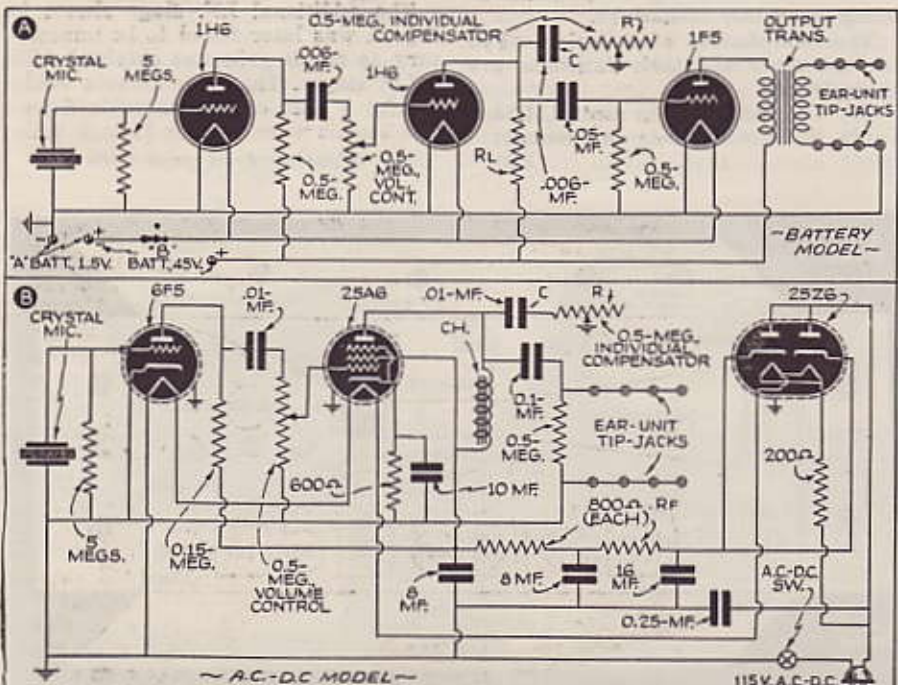 A
1H6
0.5-MEG., INDIVIDUAL
COMPENSATOR
R1
OUTPUT
TRANS.
CRYSTAL
MIC.
5
MEGS.
.006-
MF.
1H6
C
1F5
EAR-UNIT
TIP-JACKS
.05-
MF.
RL
0.5-
MEG.
0.5-
MEG.,
VOL.
CONT.
.006-
MF.
0.5-
MEG.
~BATTERY
MODEL~
- + "B" +
"A" BATT., 1.5V. BATT., 45V.
B
6F5
.01-
MF.
25A6
.01-MF.
C
R1
25Z6
CRYSTAL
MIC.
CH.
0.5-MEG.,
INDIVIDUAL
COMPENSATOR
0.1-
MF.
0.5-
MEG.
EAR-UNIT
TIP-JACKS
600Ω
10 MF.
200Ω
800Ω RF
(EACH)
5
MEGS.
0.15-
MEG.
0.5-
MEG.,
VOLUME
CONTROL
8
MF.
8 MF.
16
MF.
A.C.-D.C.
SW.
0.25-MF.
~ A.C.-D.C MODEL~
115 V. A.C.-D.C.